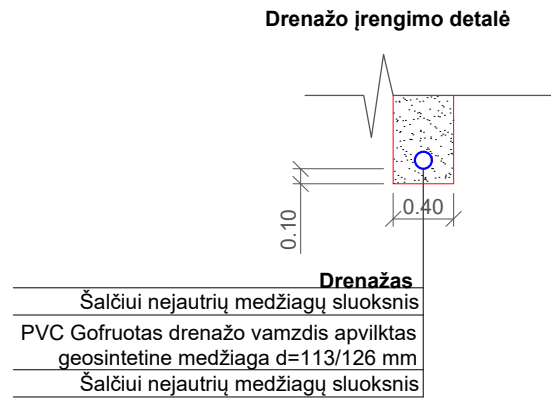 Drenažo įrengimo detalė
0.10
0.40
Drenažas
Šalčiui nejautrių medžiagų sluoksnis
PVC Gofruotas drenažo vamzdis apvilktas
geosintetine medžiaga d=113/126 mm
Šalčiui nejautrių medžiagų sluoksnis